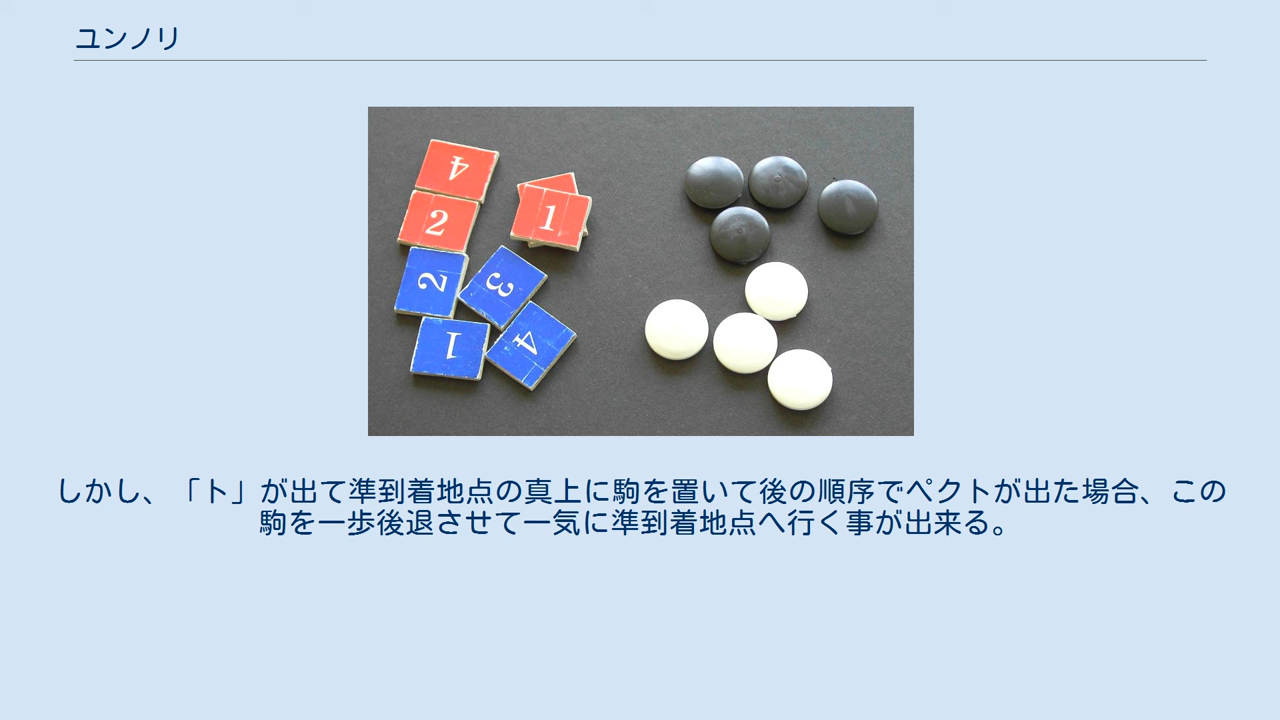 ユンノリ
4
2
1
2
3
1
4
しかし、「ト」が出て準到着地点の真上に駒を置いて後の順序でペクトが出た場合、この
駒を一歩後退させて一気に準到着地点へ行く事が出来る。